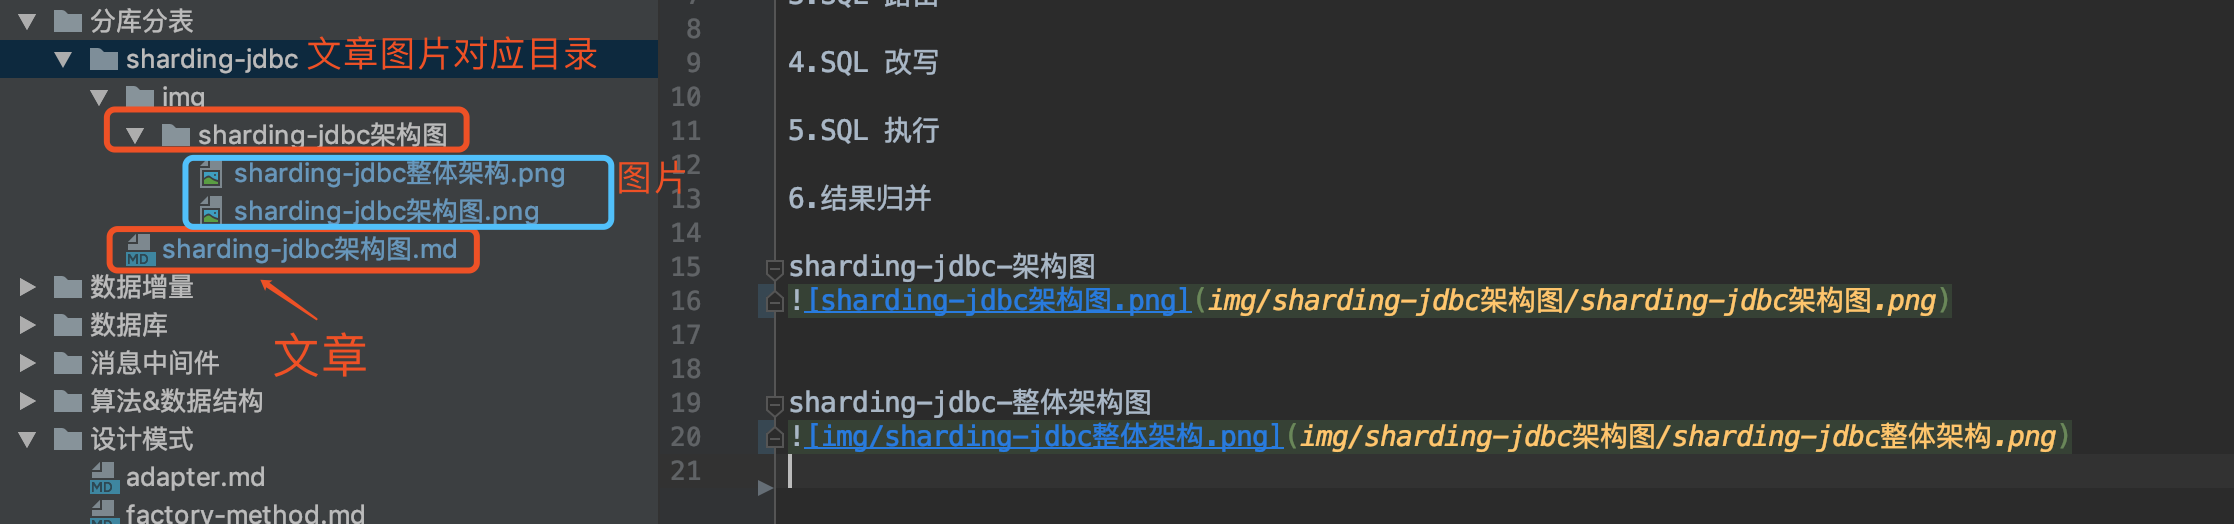 分库分表
sharding-jdbc 文章图片对应目录
img
sharding-jdbc架构图
sharding-jdbc整体架构.png
图片
sharding-jdbc架构图.png
sharding-jdbc架构图.md
数据增量
数据库
文章
消息中间件
算法&数据结构
设计模式
adapter.md
factory-method.md
3.SQL 路由
8
9 4.SQL 改写
10
11 5.SQL 执行
12
13 6.结果归并
14
15 sharding-jdbc-架构图
16 ![sharding-jdbc架构图.png](img/sharding-jdbc架构图/sharding-jdbc架构图.png)
17
18
19 sharding-jdbc-整体架构图
20 ![img/sharding-jdbc整体架构.png](img/sharding-jdbc架构图/sharding-jdbc整体架构.png)
21